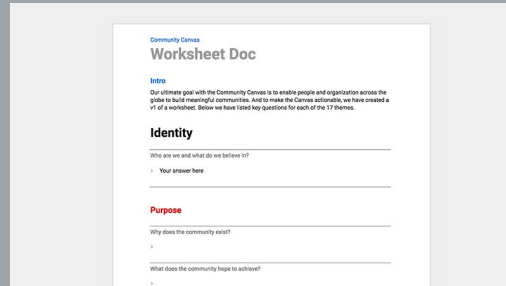 Community Canvas
Worksheet Doc
Intro
Our ultimate goal with the Community Canvas is to enable people and organization across the
globe to build meaningful communities. And to make the Canvas actionable, we have created a
v1 of a worksheet. Below we have listed key questions for each of the 17 themes.
Identity
Who are we and what do we believe in?
Your answer here
Purpose
Why does the community exist?
What does the community hope to achieve?